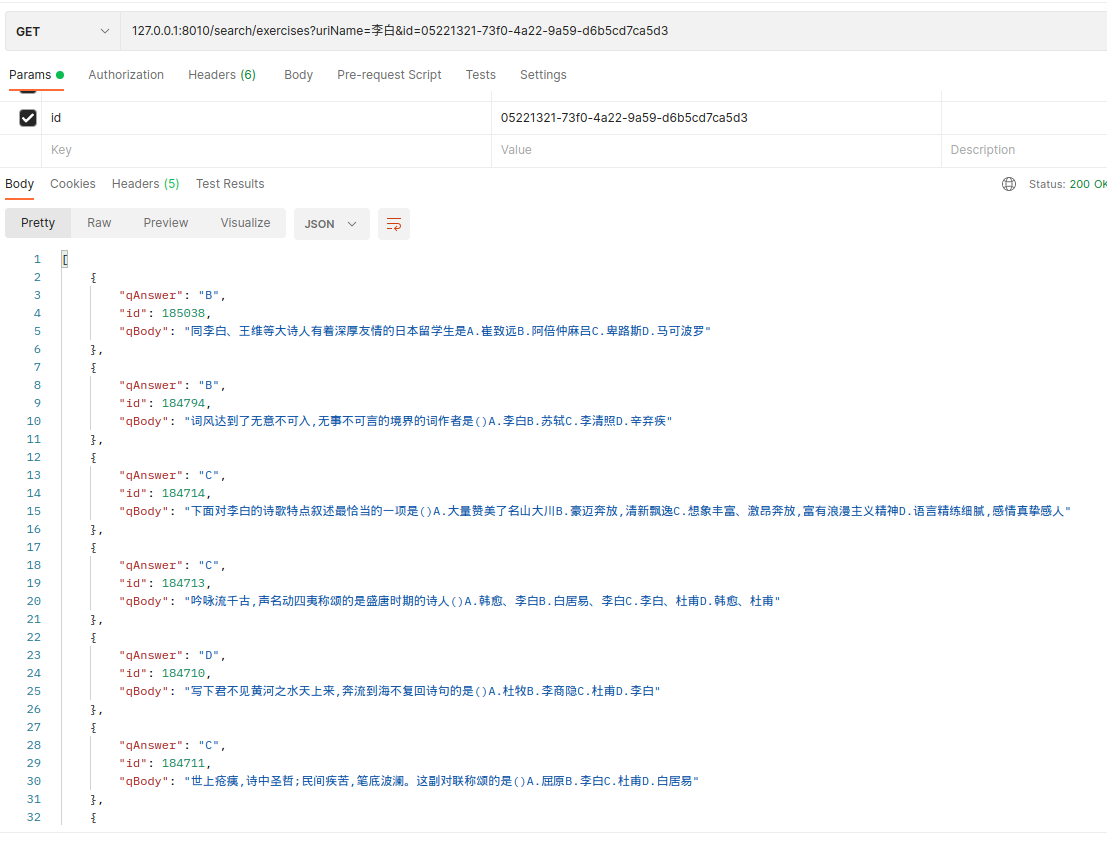 GET 127.0.0.1:8010/search/exercises?uriName=李白&id=05221321-73f0-4a22-9a59-d6b5cd7ca5d3
Params Authorization Headers (6) Body Pre-request Script Tests Settings
id 05221321-73f0-4a22-9a59-d6b5cd7ca5d3
Key Value Description
Body Cookies Headers (5) Test Results Status: 200 OK
Pretty Raw Preview Visualize JSON
1 [
2 {
3 "qAnswer": "B",
4 "id": 185038,
5 "qBody": "同李白、王维等大诗人有着深厚友情的日本留学生是A.崔致远B.阿倍仲麻吕C.卑路斯D.马可波罗"
6 },
7 {
8 "qAnswer": "B",
9 "id": 184794,
10 "qBody": "词风达到了无意不可入,无事不可言的境界的词作者是()A.李白B.苏轼C.李清照D.辛弃疾"
11 },
12 {
13 "qAnswer": "C",
14 "id": 184714,
15 "qBody": "下面对李白的诗歌特点叙述最恰当的一项是()A.大量赞美了名山大川B.豪迈奔放,清新飘逸C.想象丰富、激昂奔放,富有浪漫主义精神D.语言精练细腻,感情真挚感人"
16 },
17 {
18 "qAnswer": "C",
19 "id": 184713,
20 "qBody": "吟咏流千古,声名动四夷称颂的是盛唐时期的诗人()A.韩愈、李白B.白居易、李白C.李白、杜甫D.韩愈、杜甫"
21 },
22 {
23 "qAnswer": "D",
24 "id": 184710,
25 "qBody": "写下君不见黄河之水天上来,奔流到海不复回诗句的是()A.杜牧B.李商隐C.杜甫D.李白"
26 },
27 {
28 "qAnswer": "C",
29 "id": 184711,
30 "qBody": "世上疮痍,诗中圣哲;民间疾苦,笔底波澜。这副对联称颂的是()A.屈原B.李白C.杜甫D.白居易"
31 },
32 {